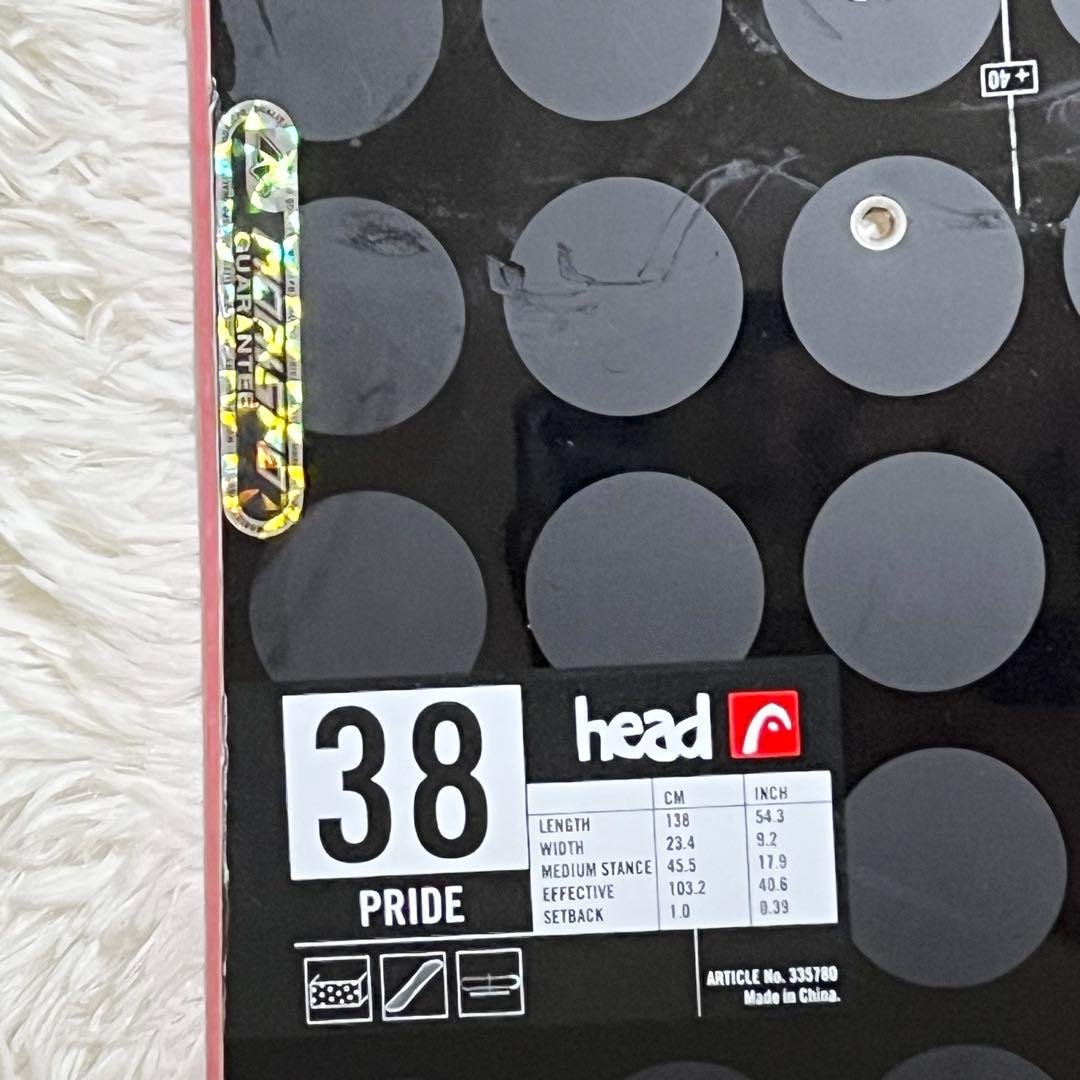 + 40
GUARANTEE
38
PRIDE
head
CM INCH
LENGTH 138 54.3
WIDTH 23.4 9.2
MEDIUM STANCE 45.5 17.9
EFFECTIVE 103.2 40.6
SETBACK 1.0 0.39
ARTICLE No. 335780
Made in China.